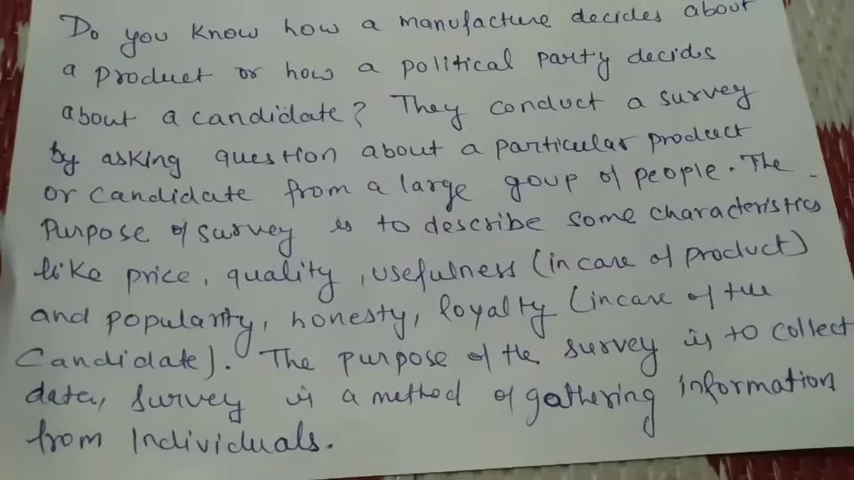 Do you know how a manufacture decides about
a product or how a political party decides
about a candidate? They conduct a survey
by asking question about a particular product
or candidate from a large goup of people. The
Purpose of survey is to describe some characteristics
like price, quality, usefulness (in case of product)
and popularity, honesty, loyalty (in case of the
Candidate). The purpose of the survey is to collect
data, survey is a method of gathering information
from individuals.